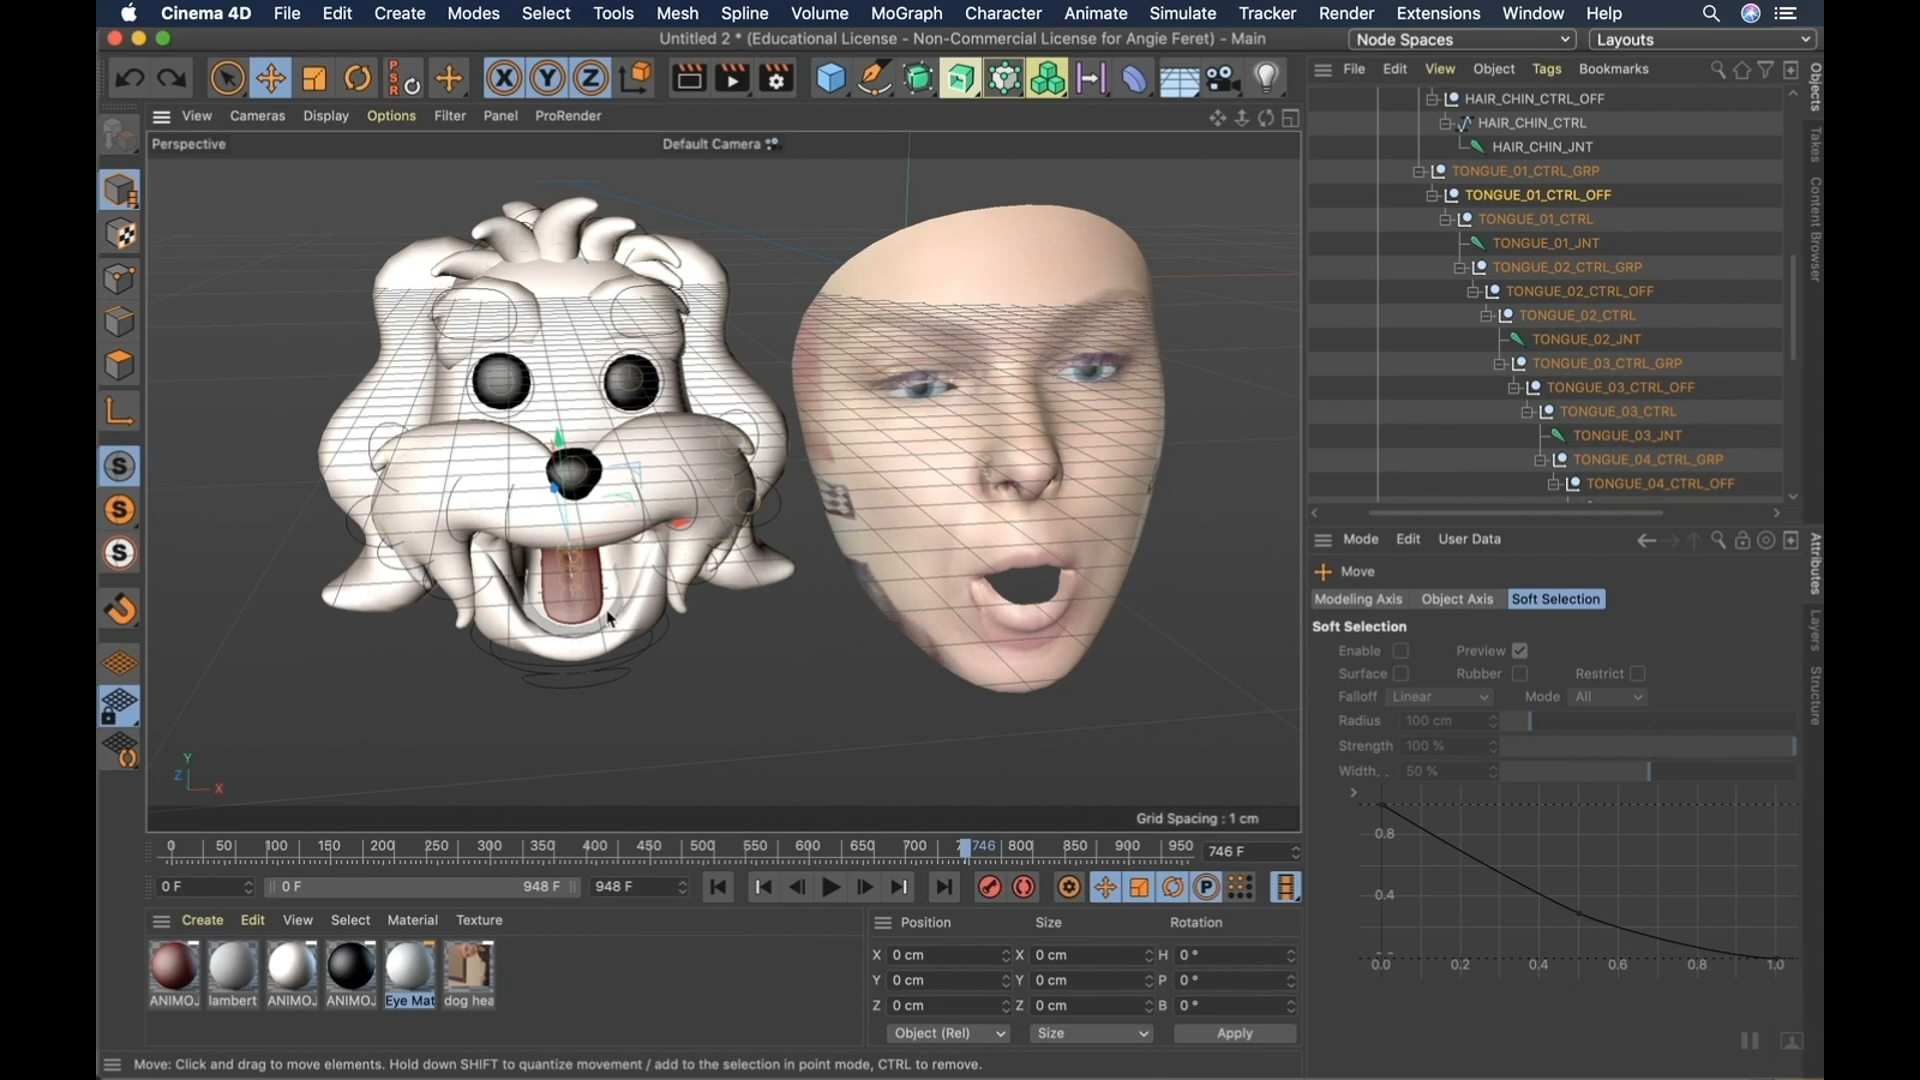 Cinema 4D File Edit Create Modes Select Tools Mesh Spline Volume MoGraph Character Animate Simulate Tracker Render Extensions Window Help
Untitled 2 * (Educational License - Non-Commercial License for Angie Feret) - Main
Node Spaces
Layouts
P
S
R
X Y Z
View Cameras Display Options Filter Panel ProRender
Perspective
Default Camera
S
S
S
Y
Z
X
Grid Spacing : 1 cm
File Edit View Object Tags Bookmarks
HAIR_CHIN_CTRL_OFF
HAIR_CHIN_CTRL
HAIR_CHIN_JNT
TONGUE_01_CTRL_GRP
TONGUE_01_CTRL_OFF
TONGUE_01_CTRL
TONGUE_01_JNT
TONGUE_02_CTRL_GRP
TONGUE_02_CTRL_OFF
TONGUE_02_CTRL
TONGUE_02_JNT
TONGUE_03_CTRL_GRP
TONGUE_03_CTRL_OFF
TONGUE_03_CTRL
TONGUE_03_JNT
TONGUE_04_CTRL_GRP
TONGUE_04_CTRL_OFF
Objects
Takes
Content Browser
Mode Edit User Data
Move
Modeling Axis Object Axis Soft Selection
Soft Selection
Enable Preview
Surface Rubber Restrict
Falloff Linear Mode All
Radius 100 cm
Strength 100 %
Width. . 50 %
0.8
0.4
0.0 0.2 0.4 0.6 0.8 1.0
Attributes
Layers
Structure
0 50 100 150 200 250 300 350 400 450 500 550 600 650 700 746 800 850 900 950
746 F
0 F
0 F 948 F
948 F
P
Create Edit View Select Material Texture
ANIMO. lambert ANIMO. ANIMO. Eye Mat dog hea
Position Size Rotation
X 0 cm X 0 cm H 0 °
Y 0 cm Y 0 cm P 0 °
Z 0 cm Z 0 cm B 0 °
Object (Rel) Size Apply
Move: Click and drag to move elements. Hold down SHIFT to quantize movement / add to the selection in point mode, CTRL to remove.